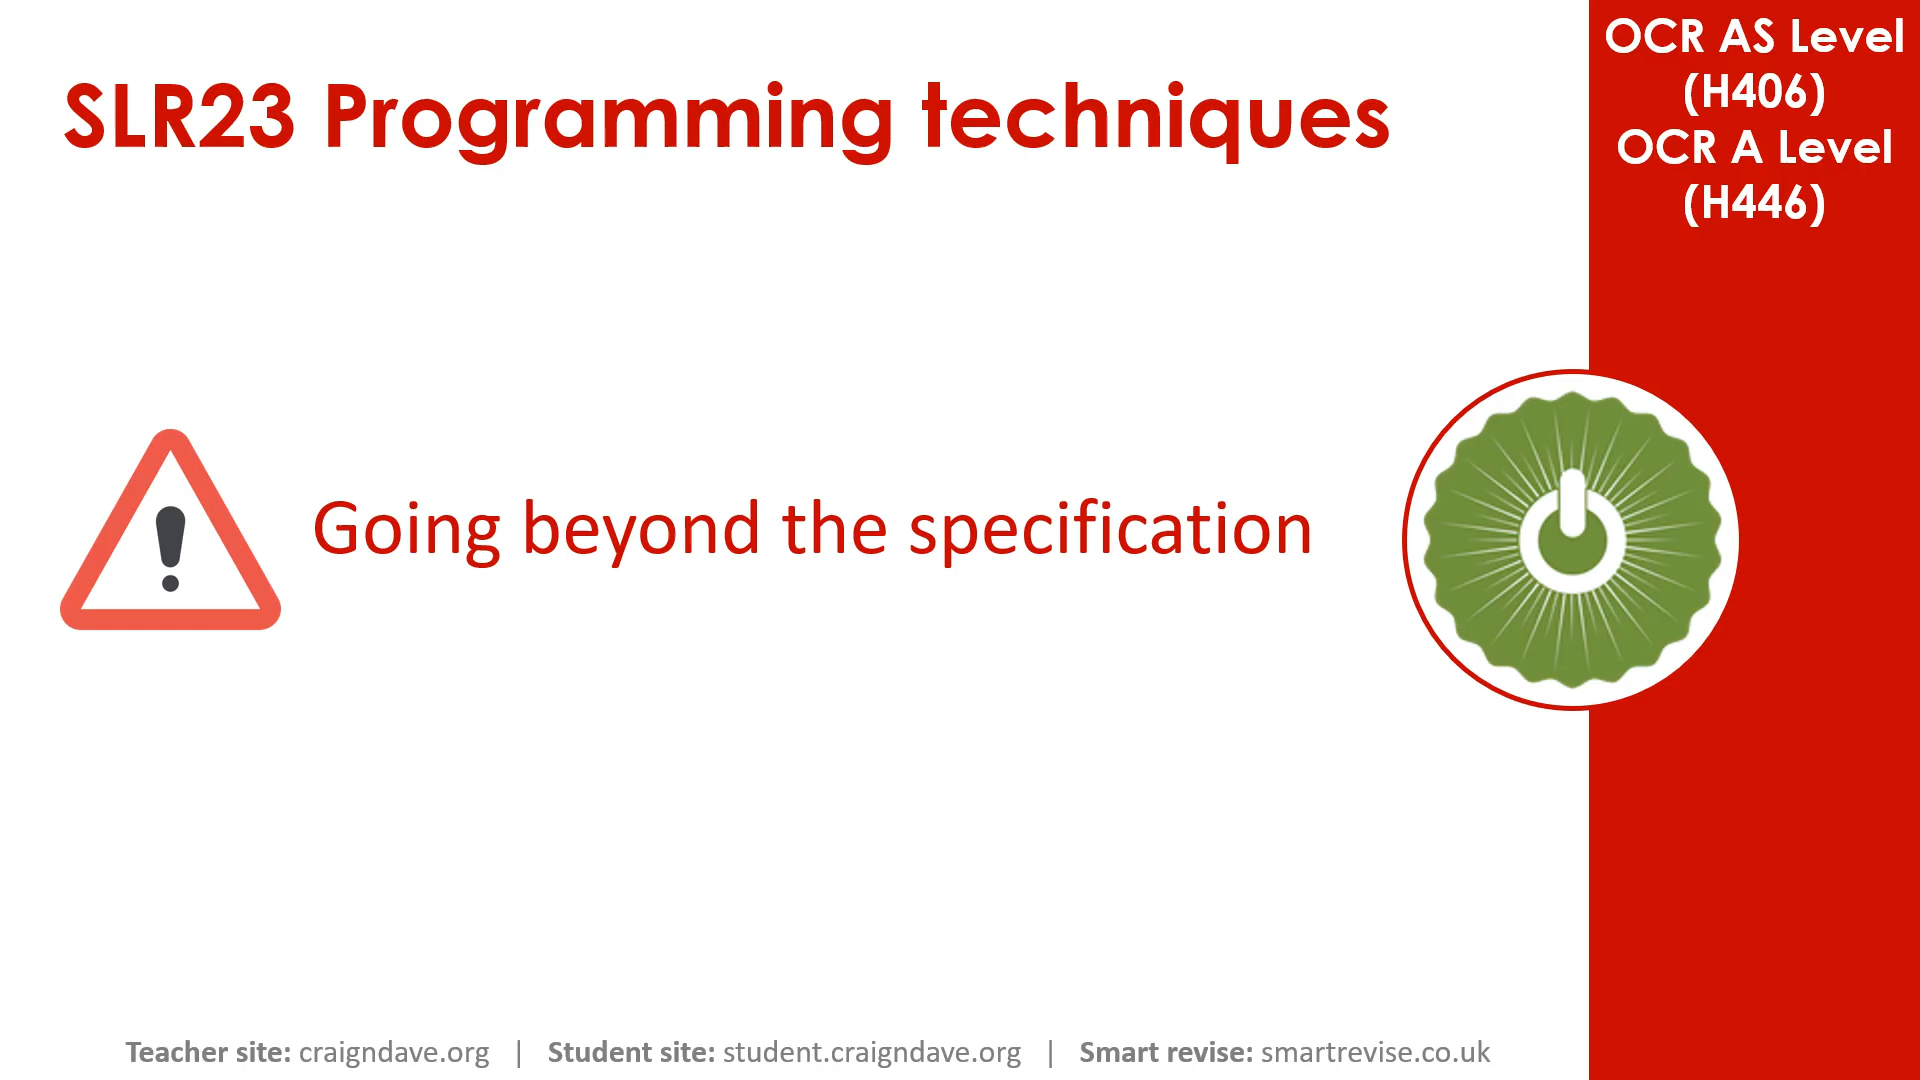 SLR23 Programming techniques
OCR AS Level
(H406)
OCR A Level
(H446)
Going beyond the specification
Teacher site: craigndave.org | Student site: student.craigndave.org | Smart revise: smartrevise.co.uk